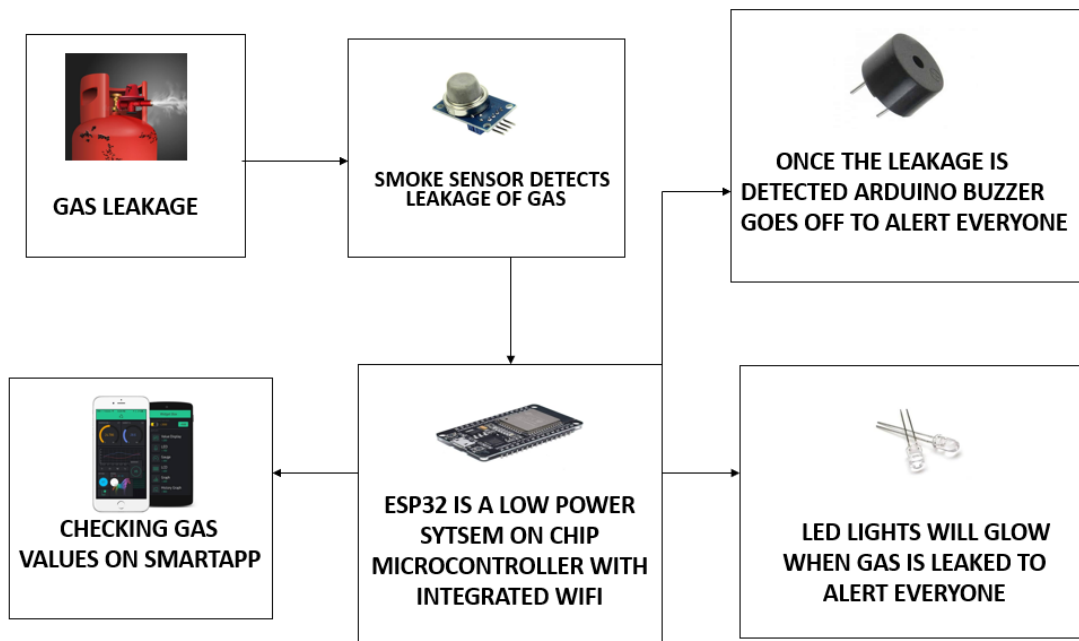 GAS LEAKAGE
SMOKE SENSOR DETECTS
LEAKAGE OF GAS
ONCE THE LEAKAGE IS
DETECTED ARDUINO BUZZER
GOES OFF TO ALERT EVERYONE
CHECKING GAS
VALUES ON SMARTAPP
ESP32 IS A LOW POWER
SYTSEM ON CHIP
MICROCONTROLLER WITH
INTEGRATED WIFI
LED LIGHTS WILL GLOW
WHEN GAS IS LEAKED TO
ALERT EVERYONE